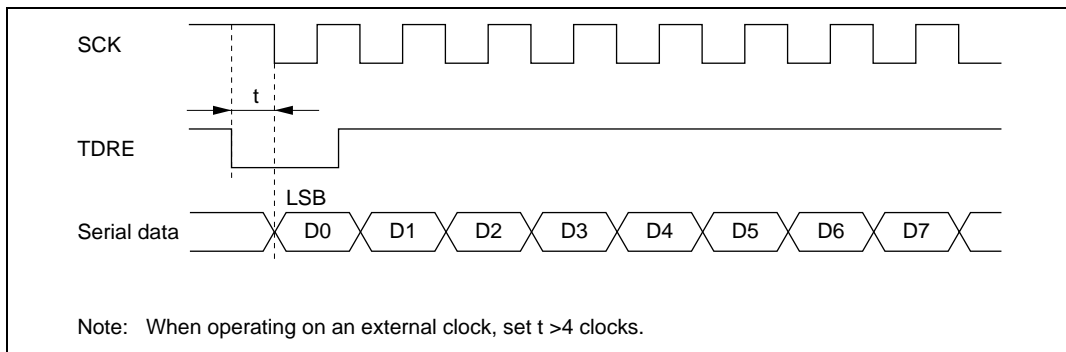 SCK
t
TDRE
LSB
Serial data D0 D1 D2 D3 D4 D5 D6 D7
Note: When operating on an external clock, set t >4 clocks.